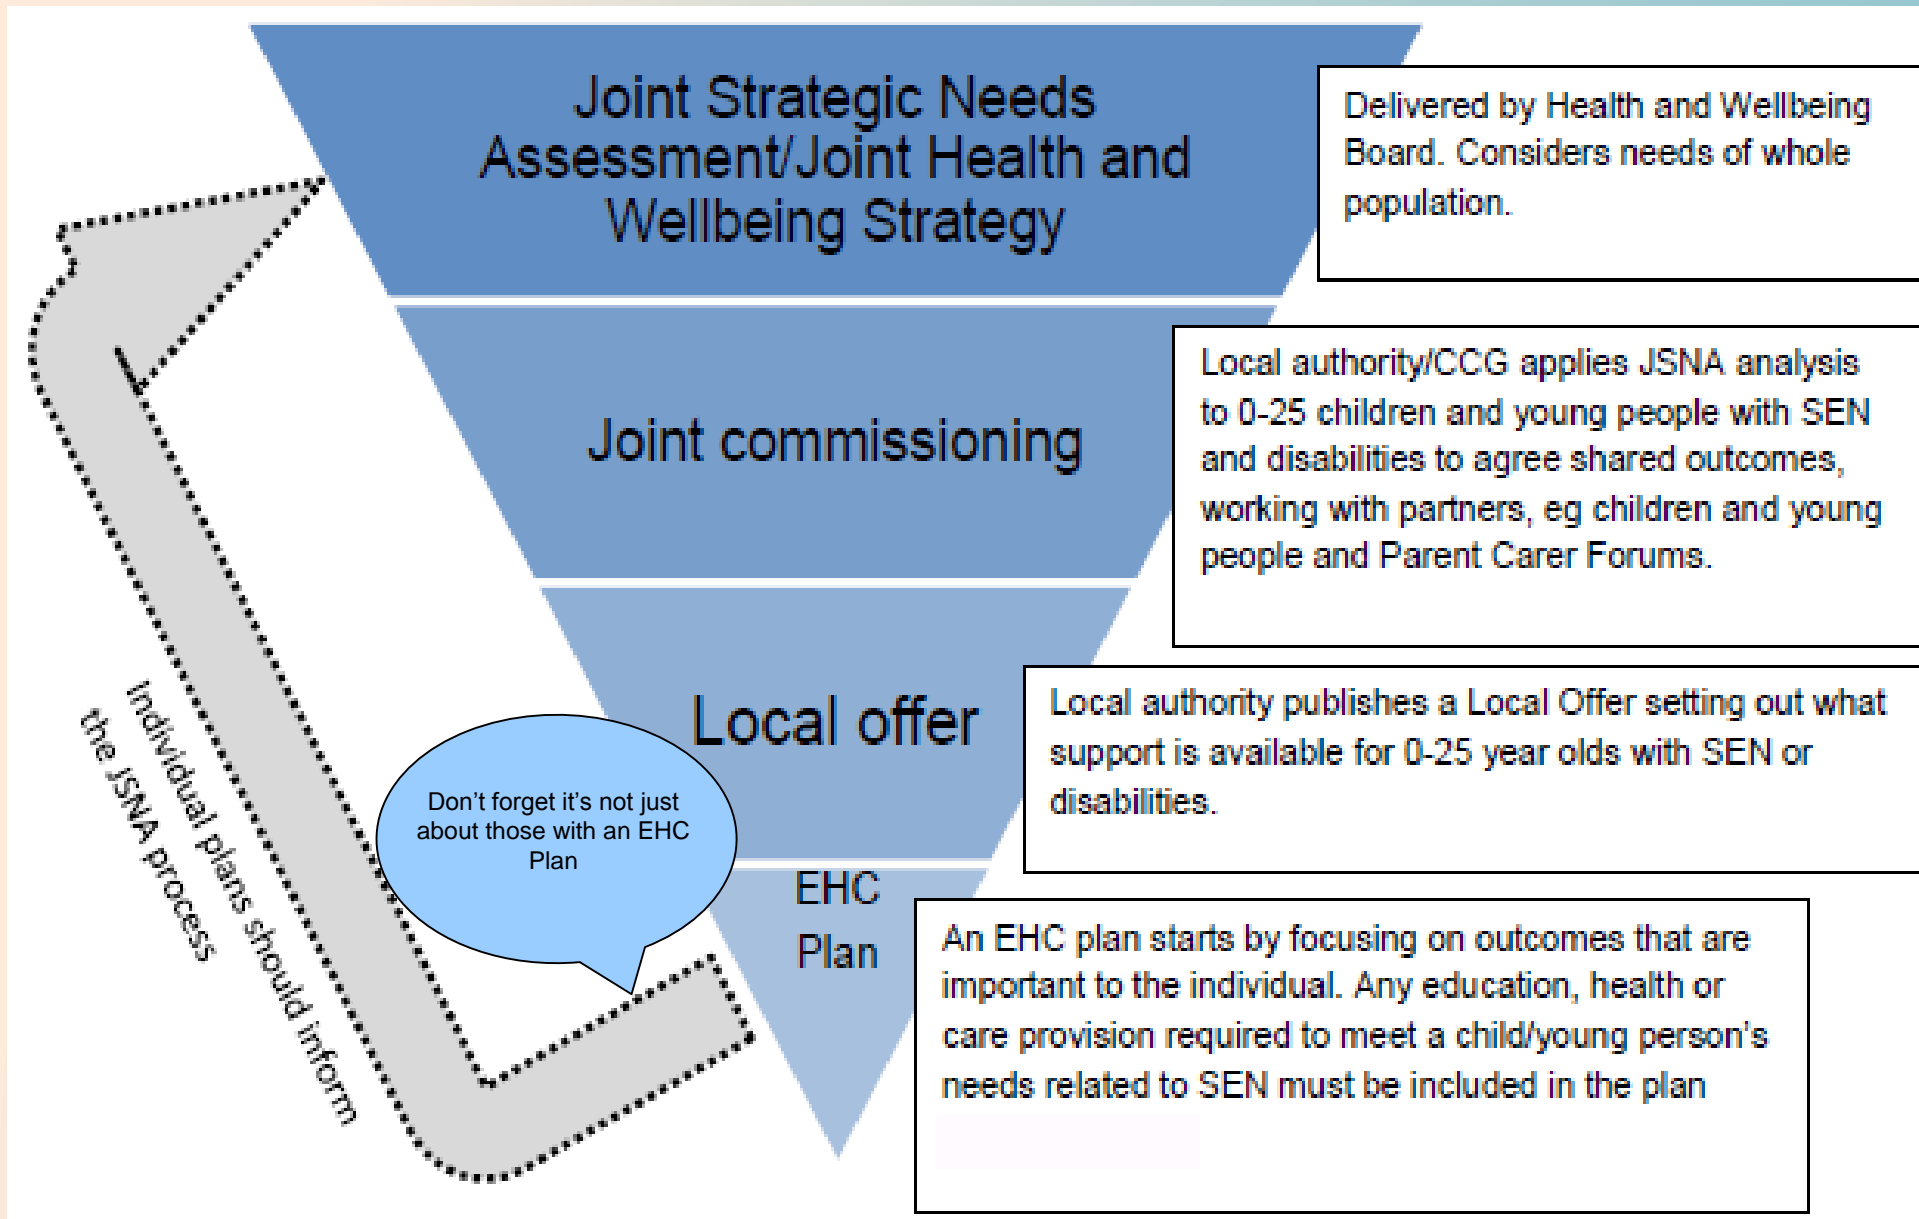 Joint Strategic Needs
Assessment/Joint Health and
Wellbeing Strategy
Delivered by Health and Wellbeing
Board. Considers needs of whole
population.
Joint commissioning
Local authority/CCG applies JSNA analysis
to 0-25 children and young people with SEN
and disabilities to agree shared outcomes,
working with partners, eg children and young
people and Parent Carer Forums.
Local offer
Local authority publishes a Local Offer setting out what
support is available for 0-25 year olds with SEN or
disabilities.
Don’t forget it’s not just
about those with an EHC
Plan
EHC
Plan
An EHC plan starts by focusing on outcomes that are
important to the individual. Any education, health or
care provision required to meet a child/young person's
needs related to SEN must be included in the plan
Individual plans should inform
the JSNA process